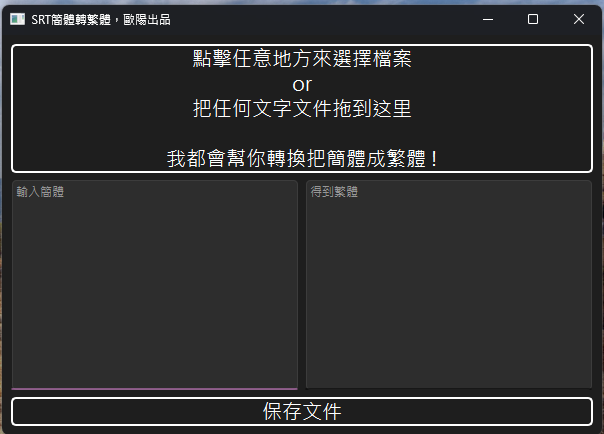 SRT簡體轉繁體，歐陽出品
點擊任意地方來選擇檔案
or
把任何文字文件拖到这里
我都會幫你轉換把簡體成繁體！
輸入簡體
得到繁體
保存文件